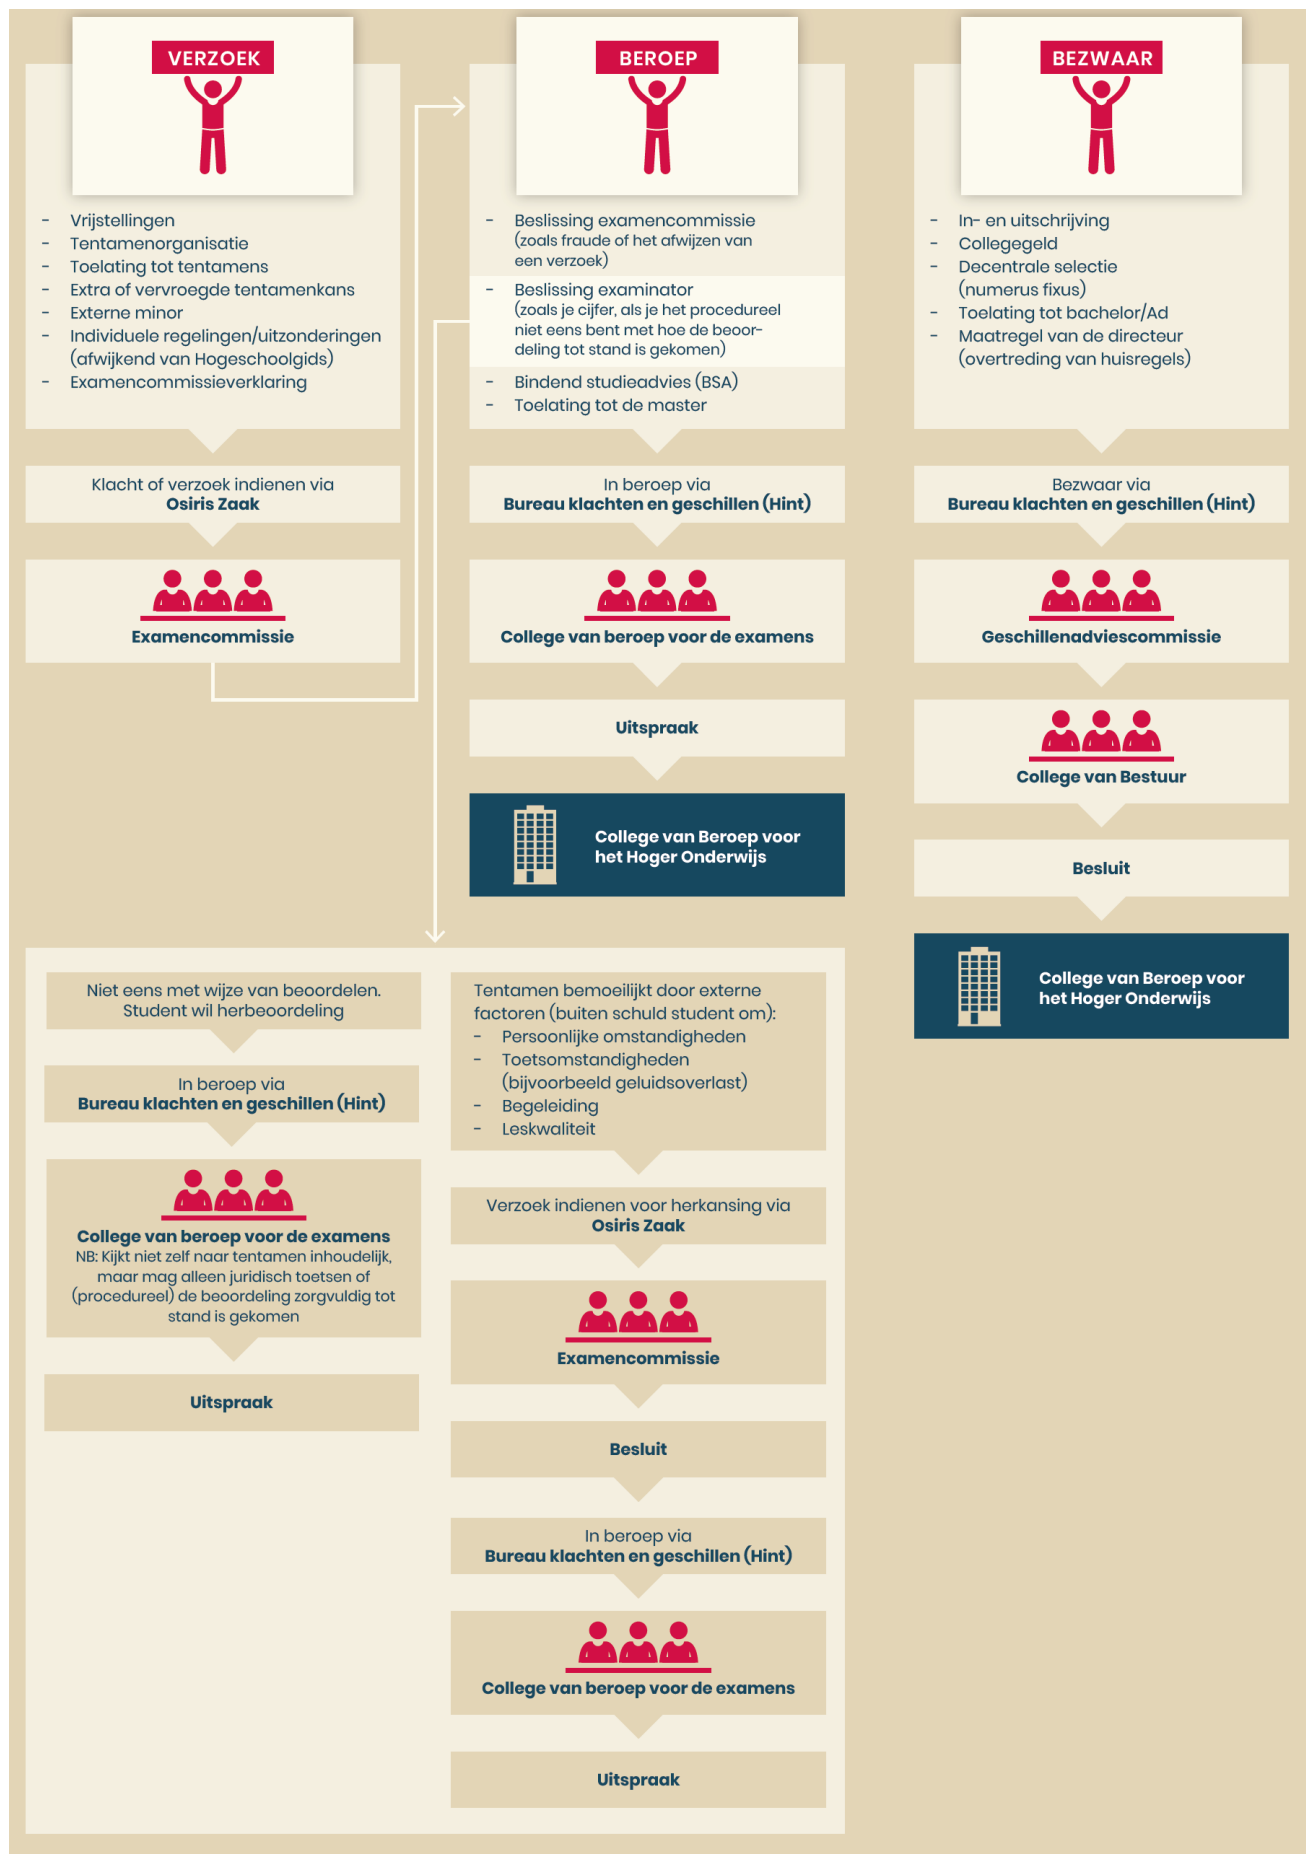 VERZOEK
- Vrijstellingen
- Tentamenorganisatie
- Toelating tot tentamens
- Extra of vervroegde tentamenkans
- Externe minor
- Individuele regelingen/uitzonderingen
(afwijkend van Hogeschoolgids)
- Examencommissieverklaring
Klacht of verzoek indienen via
Osiris Zaak
Examencommissie
BEROEP
- Beslissing examencommissie
(zoals fraude of het afwijzen van
een verzoek)
- Beslissing examinator
(zoals je cijfer, als je het procedureel
niet eens bent met hoe de beoor-
deling tot stand is gekomen)
- Bindend studieadvies (BSA)
- Toelating tot de master
In beroep via
Bureau klachten en geschillen (Hint)
College van beroep voor de examens
Uitspraak
College van Beroep voor
het Hoger Onderwijs
BEZWAAR
- In- en uitschrijving
- Collegegeld
- Decentrale selectie
(numerus fixus)
- Toelating tot bachelor/Ad
- Maatregel van de directeur
(overtreding van huisregels)
Bezwaar via
Bureau klachten en geschillen (Hint)
Geschillenadviescommissie
College van Bestuur
Besluit
College van Beroep voor
het Hoger Onderwijs
Niet eens met wijze van beoordelen.
Student wil herbeoordeling
In beroep via
Bureau klachten en geschillen (Hint)
College van beroep voor de examens
NB: Kijkt niet zelf naar tentamen inhoudelijk,
maar mag alleen juridisch toetsen of
(procedureel) de beoordeling zorgvuldig tot
stand is gekomen
Uitspraak
Tentamen bemoeilijkt door externe
factoren (buiten schuld student om):
- Persoonlijke omstandigheden
- Toetsomstandigheden
(bijvoorbeeld geluidsoverlast)
- Begeleiding
- Leskwaliteit
Verzoek indienen voor herkansing via
Osiris Zaak
Examencommissie
Besluit
In beroep via
Bureau klachten en geschillen (Hint)
College van beroep voor de examens
Uitspraak